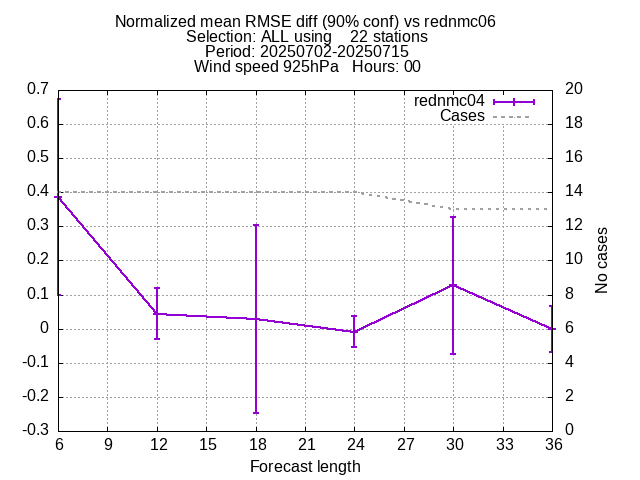 Normalized mean RMSE diff (90% conf) vs rednmc06
Selection: ALL using    22 stations
Period: 20250702-20250715
Wind speed 925hPa   Hours: 00
rednmc04
Cases
0.7
0.6
0.5
0.4
0.3
0.2
0.1
0
-0.1
-0.2
-0.3
20
18
16
14
12
10
8
6
4
2
0
No cases
6 9 12 15 18 21 24 27 30 33 36
Forecast length